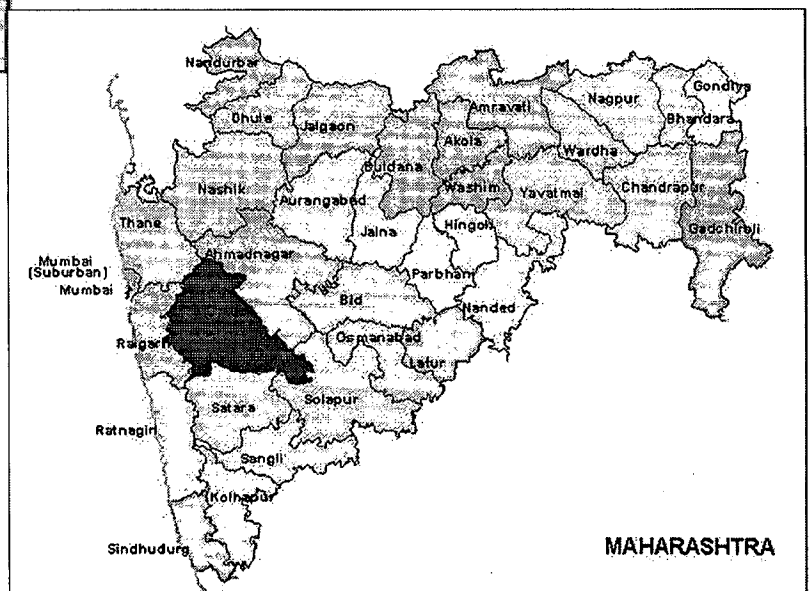 Nandurbar
Dhule
Jalgaon
Buldana
Akola
Amravati
Nagpur
Gondiya
Bhandara
Wardha
Washim
Yavatmal
Chandrapur
Gadchiroli
Nashik
Aurangabad
Jalna
Hingoli
Thane
Ahmadnagar
Parbhani
Mumbai
(Suburban)
Mumbai
Bid
Nanded
Raigarh
Osmanabad
Latur
Satara
Solapur
Ratnagiri
Sangli
Kolhapur
Sindhudurg
MAHARASHTRA